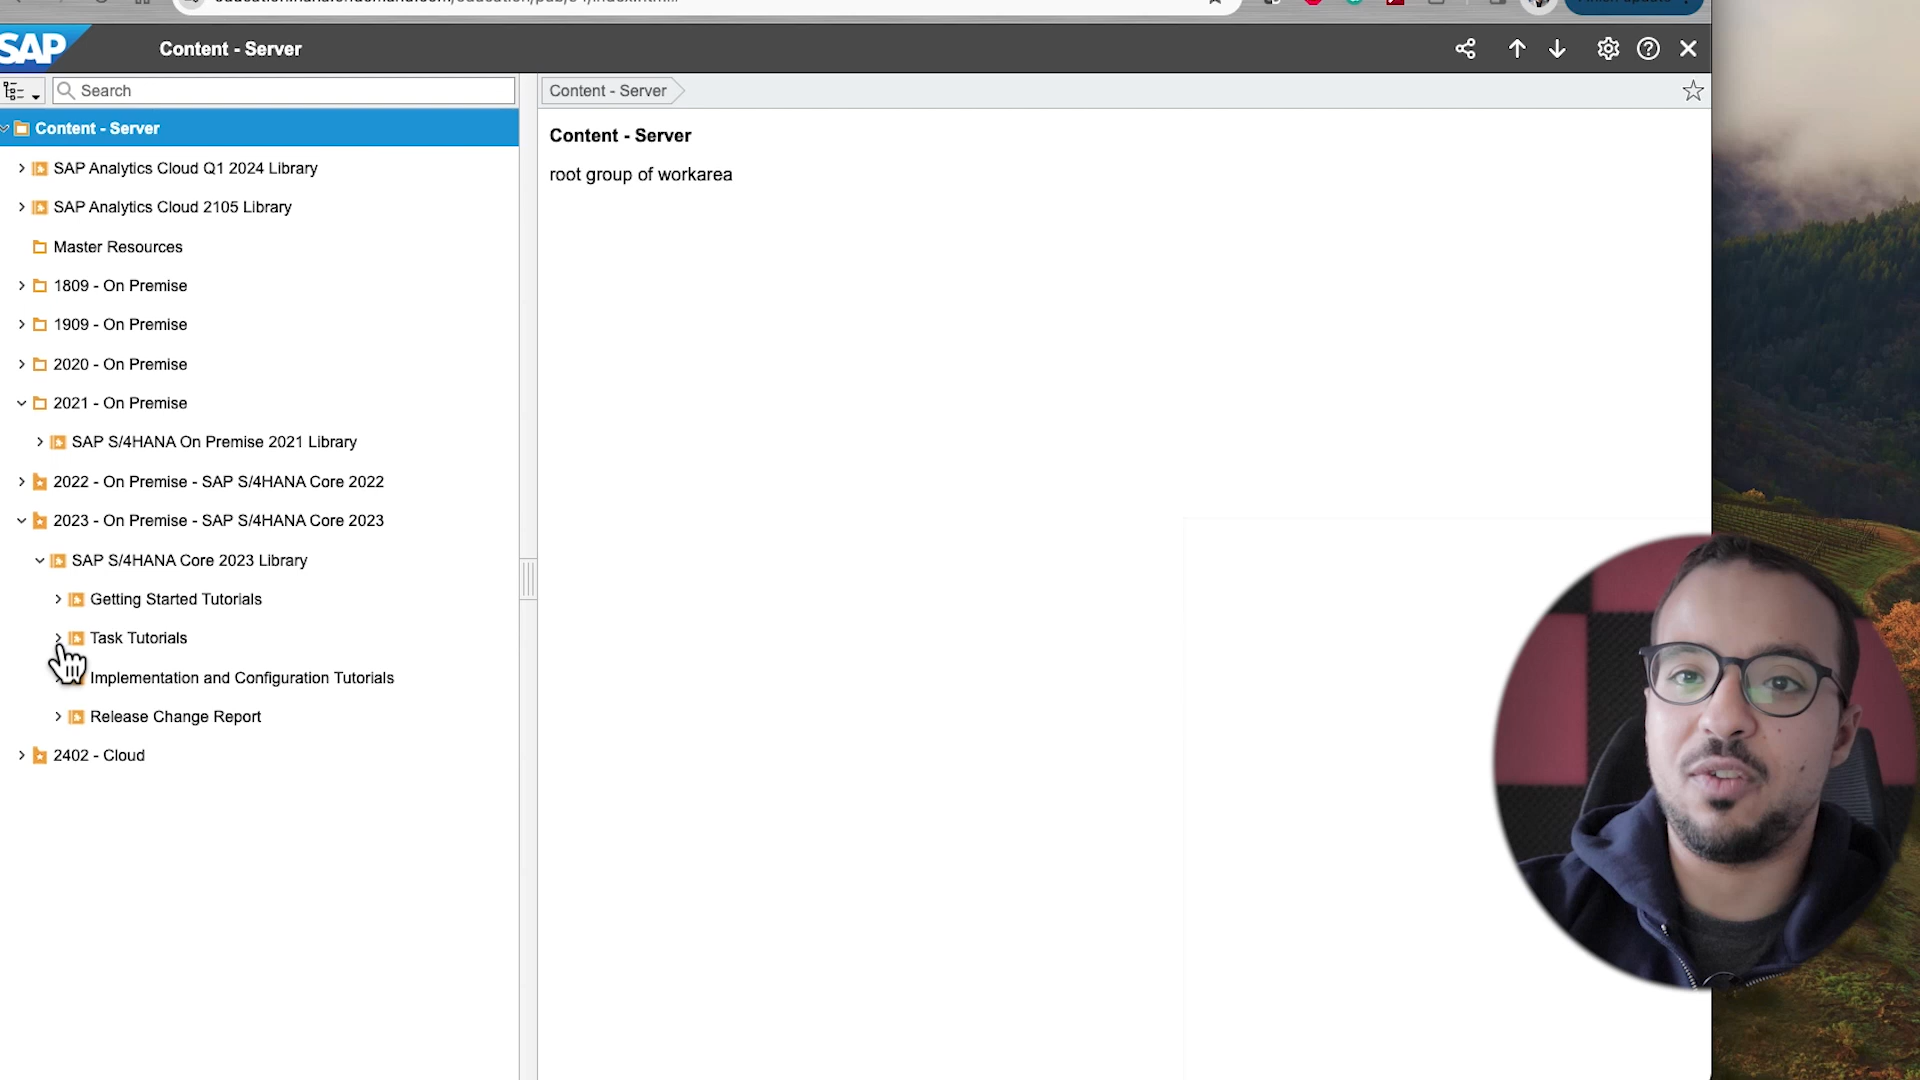 SAP
Content - Server
Search
Content - Server
Content - Server
SAP Analytics Cloud Q1 2024 Library
SAP Analytics Cloud 2105 Library
Master Resources
1809 - On Premise
1909 - On Premise
2020 - On Premise
2021 - On Premise
SAP S/4HANA On Premise 2021 Library
2022 - On Premise - SAP S/4HANA Core 2022
2023 - On Premise - SAP S/4HANA Core 2023
SAP S/4HANA Core 2023 Library
Getting Started Tutorials
Task Tutorials
Implementation and Configuration Tutorials
Release Change Report
2402 - Cloud
Content - Server
root group of workarea